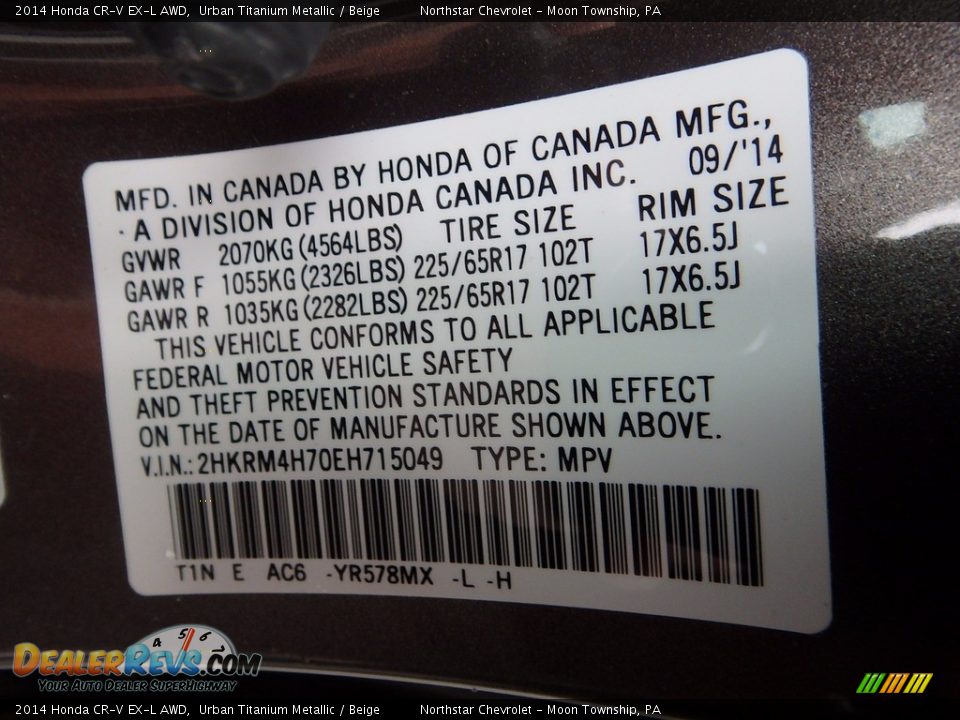 2014 Honda CR-V EX-L AWD, Urban Titanium Metallic / Beige Northstar Chevrolet - Moon Township, PA
MFD. IN CANADA BY HONDA OF CANADA MFG.,
A DIVISION OF HONDA CANADA INC. 09/'14
GVWR 2070KG (4564LBS) TIRE SIZE RIM SIZE
GAWR F 1055KG (2326LBS) 225/65R17 102T 17X6.5J
GAWR R 1035KG (2282LBS) 225/65R17 102T 17X6.5J
THIS VEHICLE CONFORMS TO ALL APPLICABLE
FEDERAL MOTOR VEHICLE SAFETY
AND THEFT PREVENTION STANDARDS IN EFFECT
ON THE DATE OF MANUFACTURE SHOWN ABOVE.
V.I.N.: 2HKRM4H70EH715049 TYPE: MPV
T1N E AC6 -YR578MX -L -H
4 5 6
DEALERREVS.COM
YOUR AUTO DEALER SUPERHIGHWAY
2014 Honda CR-V EX-L AWD, Urban Titanium Metallic / Beige Northstar Chevrolet - Moon Township, PA